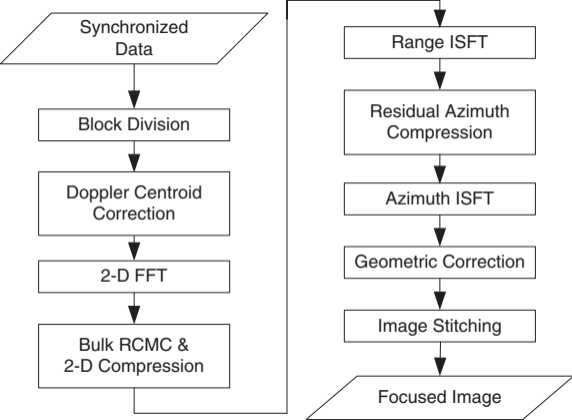 Synchronized
Data
Block Division
Doppler Centroid
Correction
2-D FFT
Bulk RCMC &
2-D Compression
Range ISFT
Residual Azimuth
Compression
Azimuth ISFT
Geometric Correction
Image Stitching
Focused Image